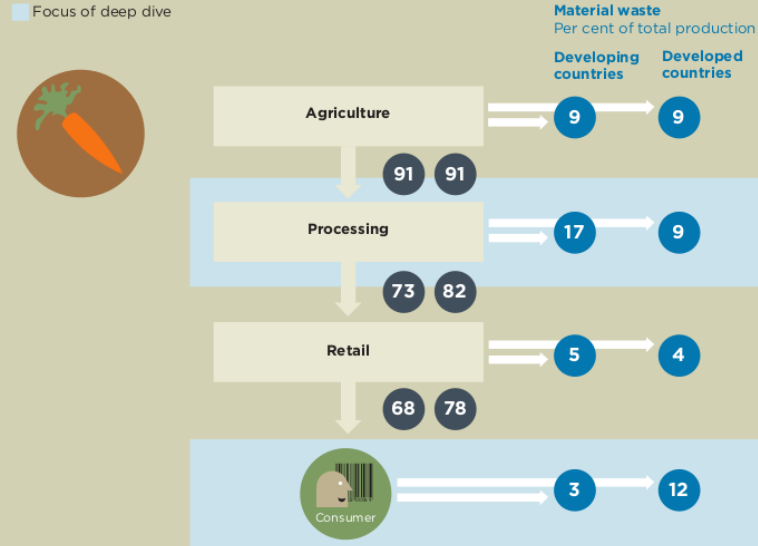 Focus of deep dive
Material waste
Per cent of total production
Developing countries
Developed countries
Agriculture
9
9
91
91
Processing
17
9
73
82
Retail
5
4
68
78
Consumer
3
12